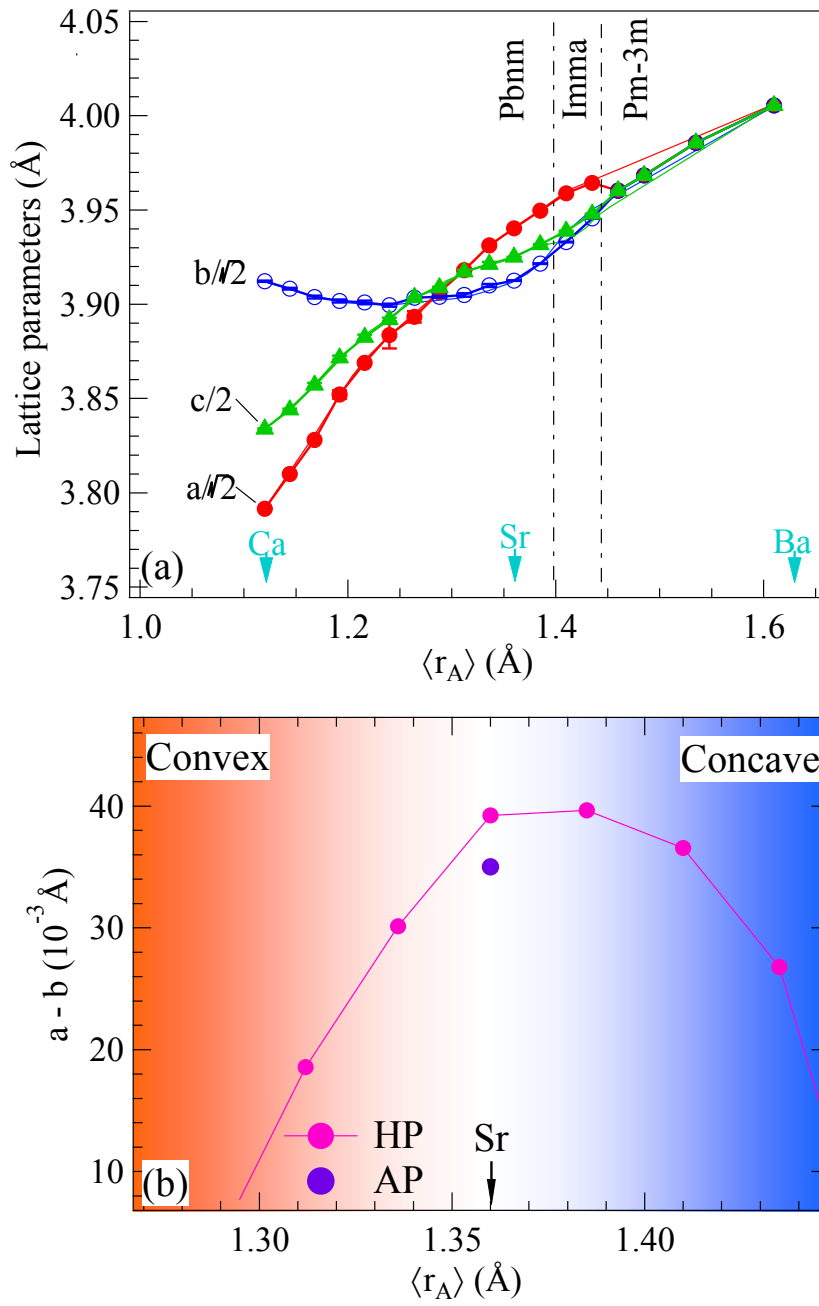 4.05
4.00
3.95
3.90
3.85
3.80
3.75
Lattice parameters (Å)
Pbnm
Imma
Pm-3m
b/√2
c/2
a/√2
Ca
Sr
Ba
(a)
1.0
1.2
1.4
1.6
⟨rA⟩ (Å)
Convex
Concave
40
30
20
10
a - b (10⁻³ Å)
HP
AP
Sr
(b)
1.30
1.35
1.40
⟨rA⟩ (Å)